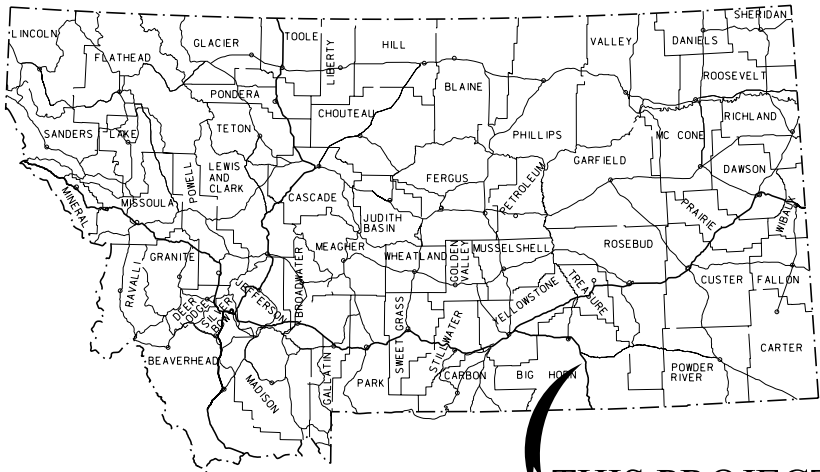 SHERIDAN
LINCOLN
GLACIER
TOOLE
LIBERTY
HILL
VALLEY
DANIELS
FLATHEAD
ROOSEVELT
PONDERA
BLAINE
CHOUTEAU
RICHLAND
SANDERS
LAKE
TETON
PHILLIPS
MC CONE
GARFIELD
DAWSON
POWELL
LEWIS
AND
CLARK
FERGUS
PETROLEUM
CASCADE
MINERAL
MISSOULA
JUDITH
BASIN
PRAIRIE
WIBAUX
MEAGHER
WHEATLAND
GOLDEN
VALLEY
MUSSELSHELL
ROSEBUD
GRANITE
RAVALLI
BROADWATER
JEFFERSON
DEER
LODGE
SILVER
BOW
YELLOWSTONE
TREASURE
CUSTER
FALLON
SWEET GRASS
STILLWATER
BEAVERHEAD
MADISON
GALLATIN
PARK
CARBON
BIG HORN
POWDER
RIVER
CARTER
THIS PROJECT